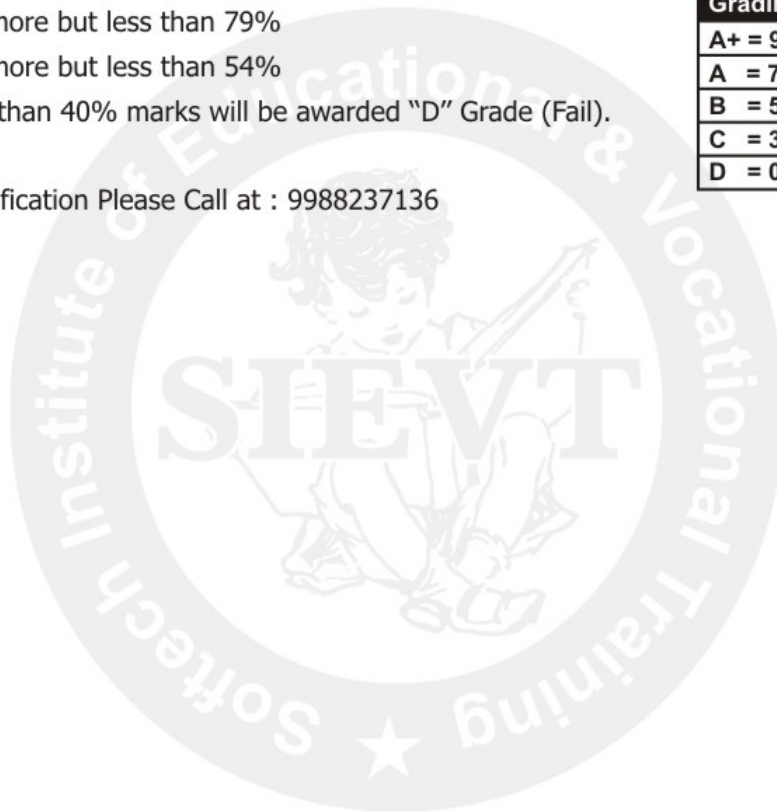 more but less than 79%
more but less than 54%
than 40% marks will be awarded “D” Grade (Fail).
fication Please Call at : 9988237136
Gradin
A+ = 9
A = 7
B = 5
C = 3
D = 0
Softech Institute of Educational & Vocational Training ★
SIEVT